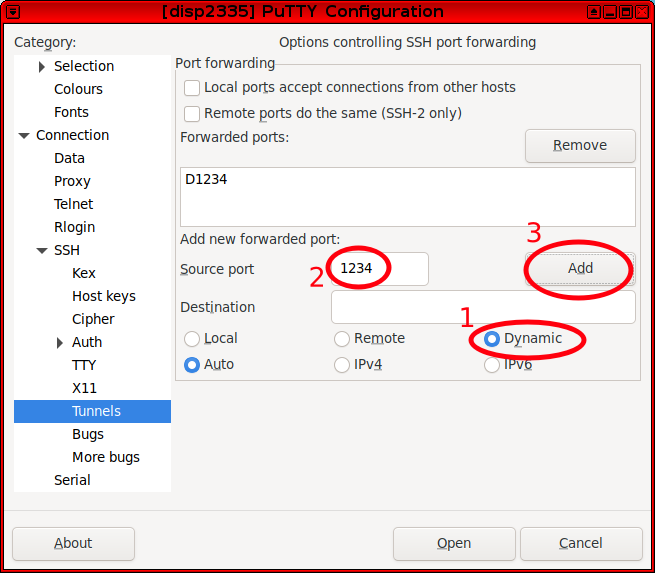 [disp2335] PuTTY Configuration
Category:
Selection
Colours
Fonts
Connection
Data
Proxy
Telnet
Rlogin
SSH
Kex
Host keys
Cipher
Auth
TTY
X11
Tunnels
Bugs
More bugs
Serial
Options controlling SSH port forwarding
Port forwarding
Local ports accept connections from other hosts
Remote ports do the same (SSH-2 only)
Forwarded ports:
Remove
D1234
Add new forwarded port:
3
Source port
2
1234
Add
Destination
1
Local
Remote
Dynamic
Auto
IPv4
IPv6
About
Open
Cancel